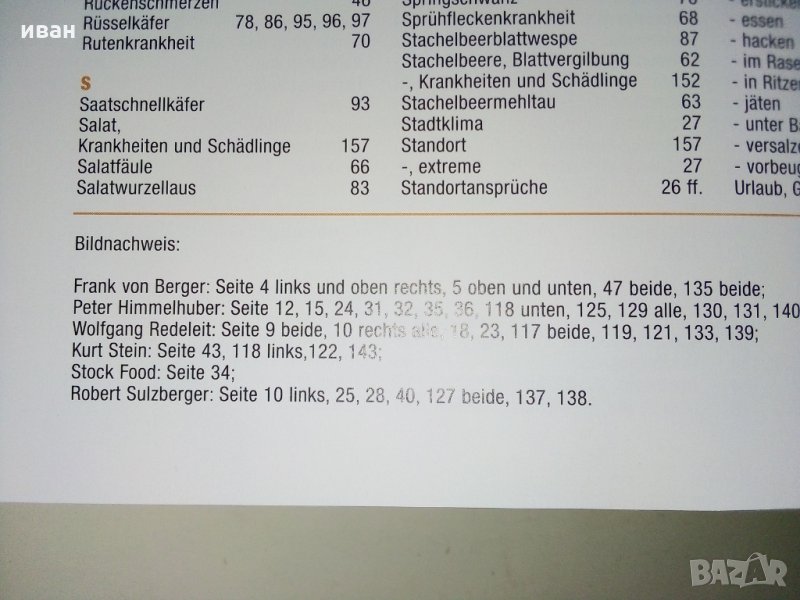 иван
Rückenschmerzen 46
Rüsselkäfer 78, 86, 95, 96, 97
Rutenkrankheit 70
S
Saatschnellkäfer 93
Salat,
Krankheiten und Schädlinge 157
Salatfäule 66
Salatwurzellaus 83
Springschwanz
Sprühfleckenkrankheit 68
Stachelbeerblattwespe 87
Stachelbeere, Blattvergilbung 62
-, Krankheiten und Schädlinge 152
Stachelbeermehltau 63
Stadtklima 27
Standort 157
-, extreme 27
Standortansprüche 26 ff.
- ersticken
- essen
- hacken
- im Rase
- in Ritzen
- jäten
- unter B
- versalze
- vorbeug
Urlaub, G
Bildnachweis:
Frank von Berger: Seite 4 links und oben rechts, 5 oben und unten, 47 beide, 135 beide;
Peter Himmelhuber: Seite 12, 15, 24, 31, 32, 35, 36, 118 unten, 125, 129 alle, 130, 131, 140
Wolfgang Redeleit: Seite 9 beide, 10 rechts alle, 18, 23, 117 beide, 119, 121, 133, 139;
Kurt Stein: Seite 43, 118 links,122, 143;
Stock Food: Seite 34;
Robert Sulzberger: Seite 10 links, 25, 28, 40, 127 beide, 137, 138.
BAZAR